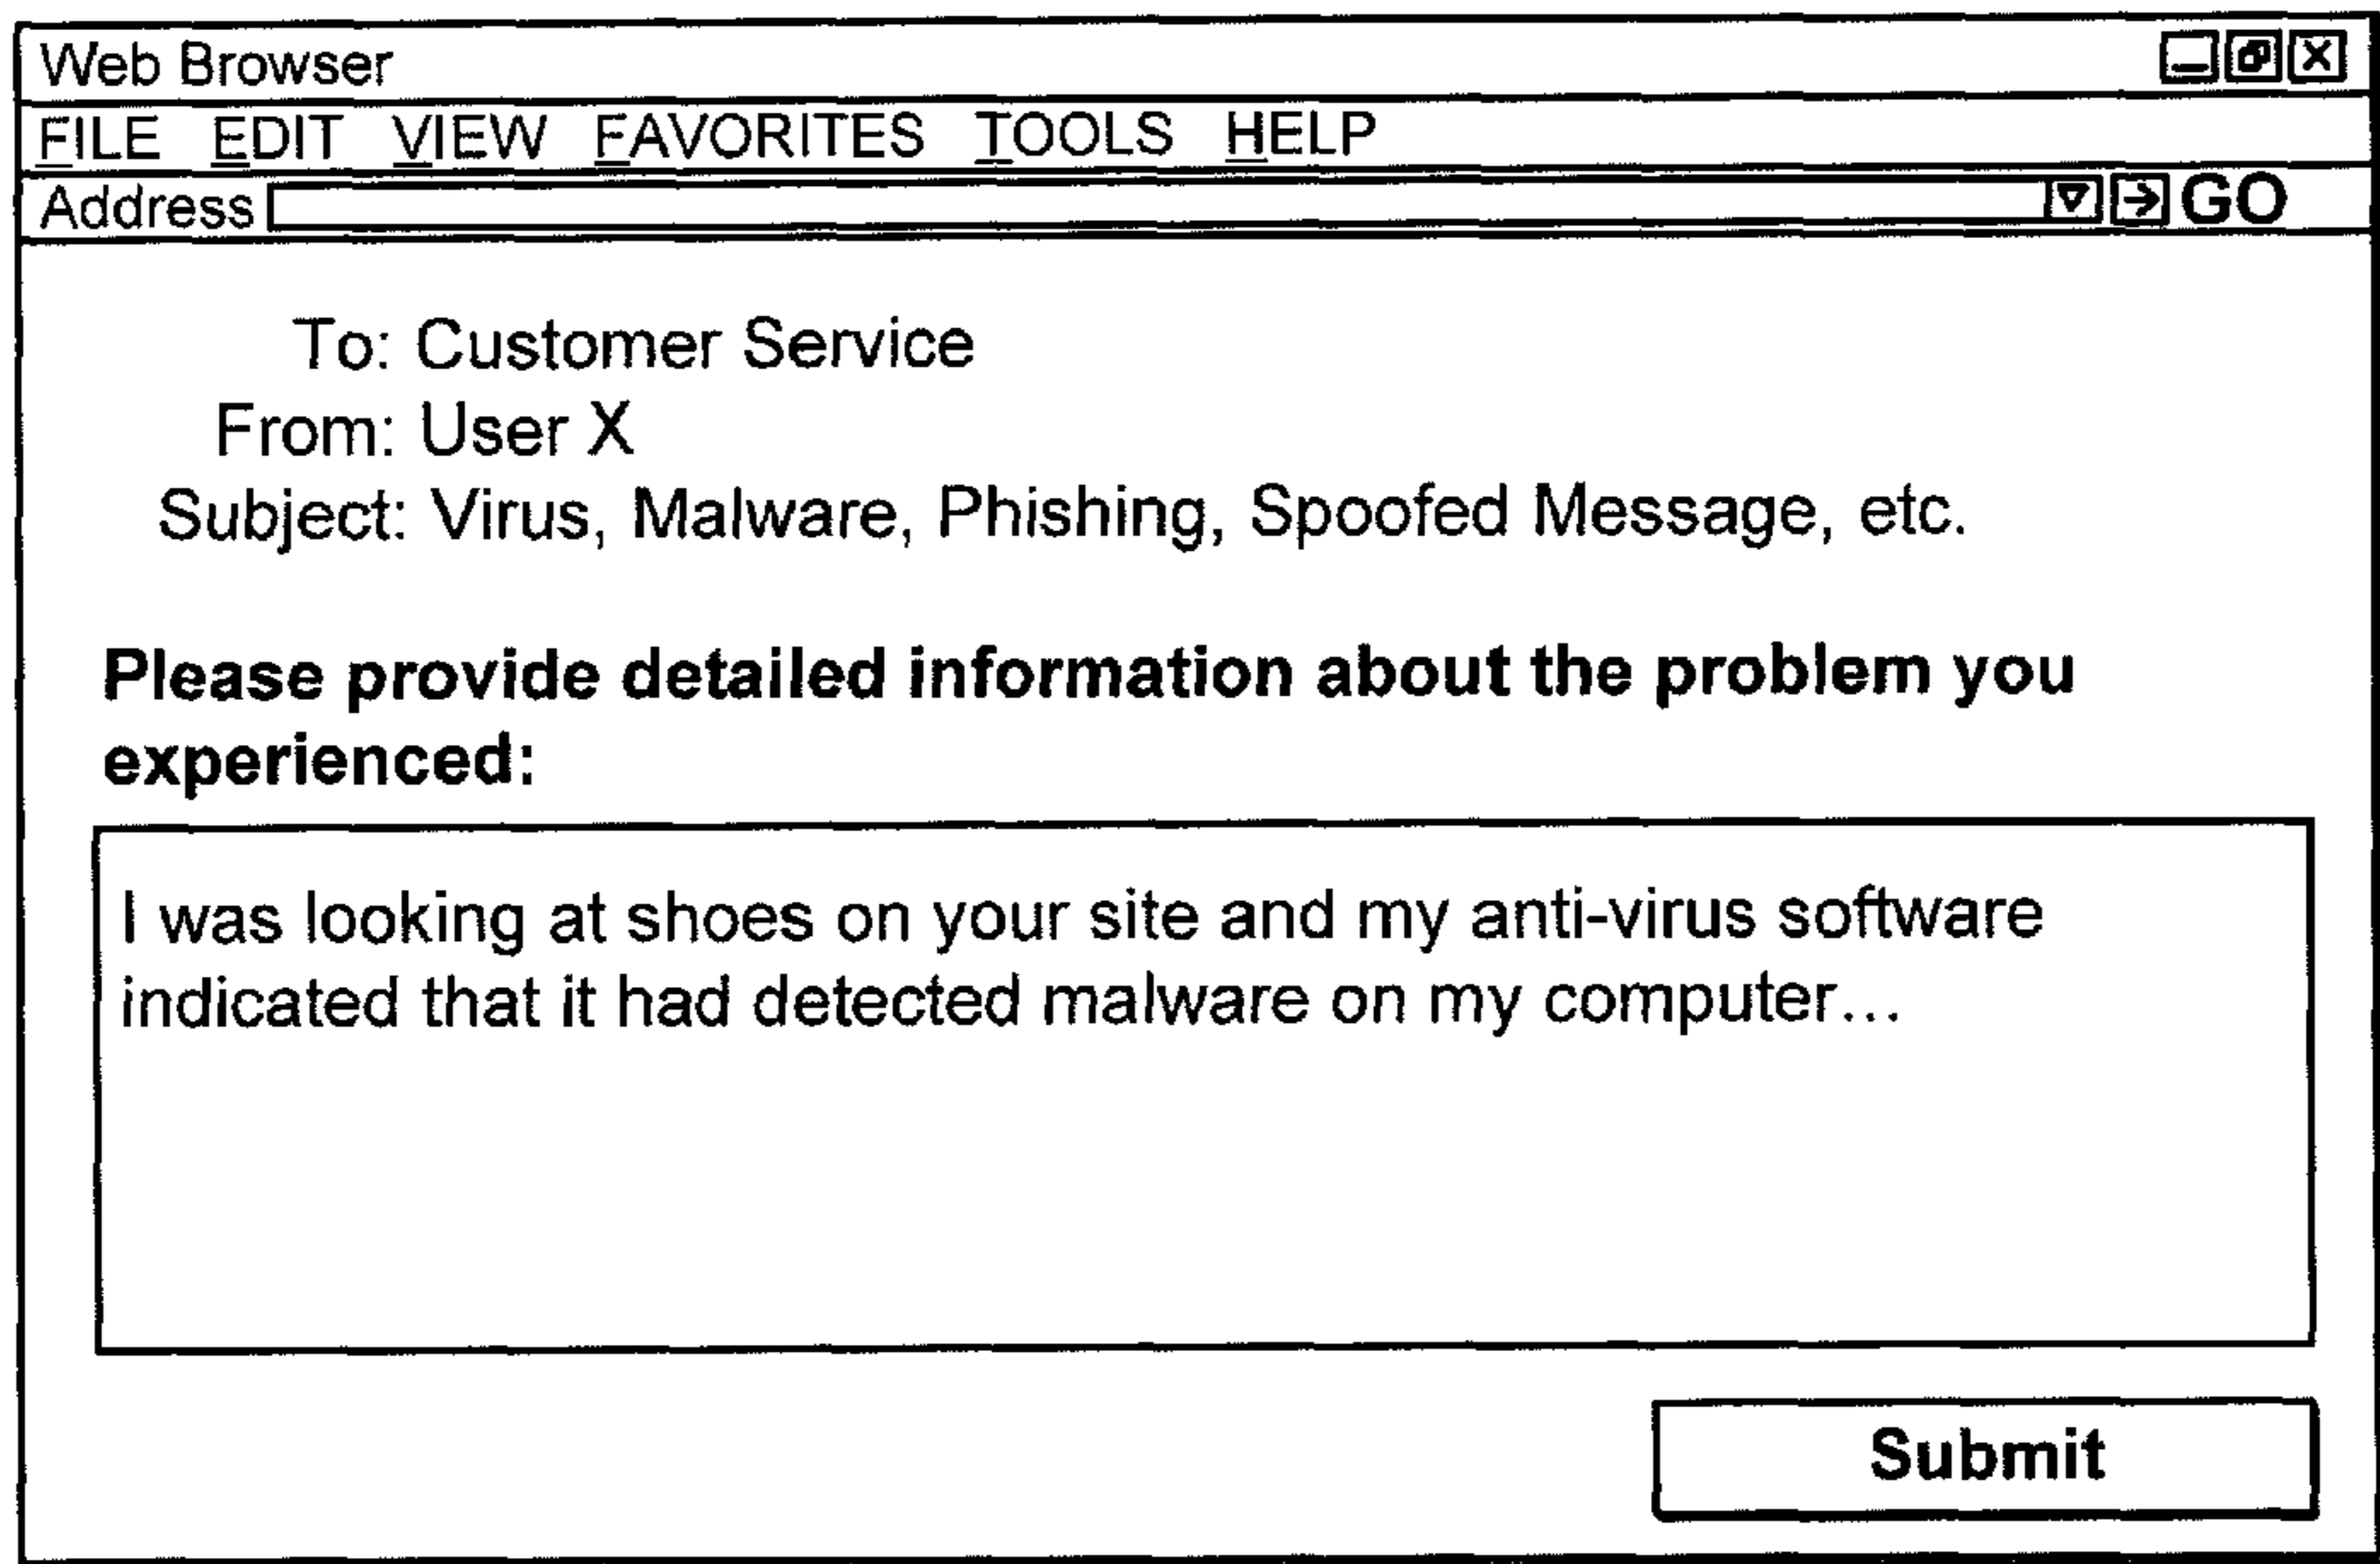 Web Browser
FILE EDIT VIEW FAVORITES TOOLS HELP
Address GO
To: Customer Service
From: User X
Subject: Virus, Malware, Phishing, Spoofed Message, etc.
Please provide detailed information about the problem you
experienced:
I was looking at shoes on your site and my anti-virus software
indicated that it had detected malware on my computer...
Submit